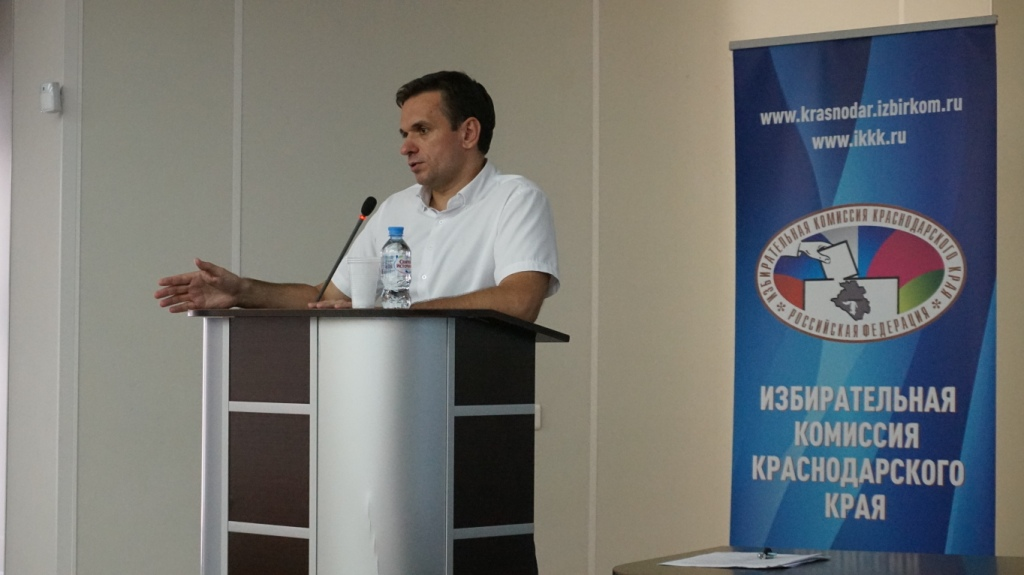 www.krasnodar.izbirkom.ru
www.ikkk.ru
ИЗБИРАТЕЛЬНАЯ КОМИССИЯ КРАСНОДАРСКОГО КРАЯ
РОССИЙСКАЯ ФЕДЕРАЦИЯ
ИЗБИРАТЕЛЬНАЯ
КОМИССИЯ
КРАСНОДАРСКОГО
КРАЯ